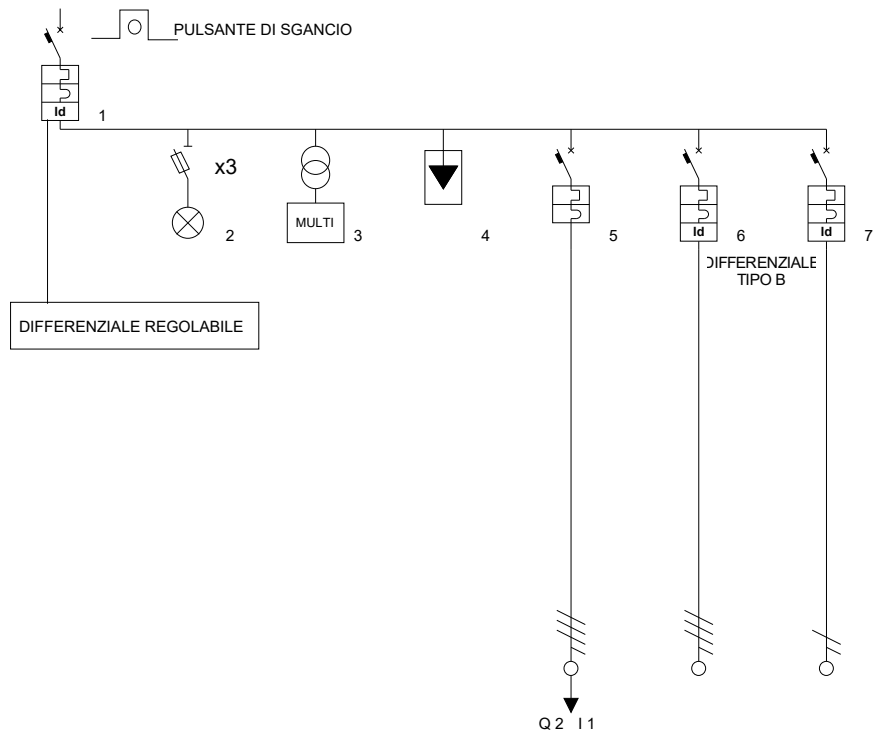 PULSANTE DI SGANCIO
Id
1
x3
2
MULTI
3
4
5
Id
6
Id
7
DIFFERENZIALE
TIPO B
DIFFERENZIALE REGOLABILE
Q 2 I 1